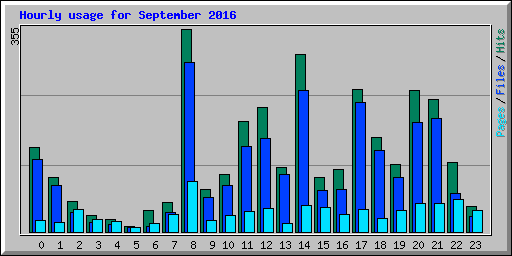 Hourly usage for September 2016
355
Pages/Files/Hits
0 1 2 3 4 5 6 7 8 9 10 11 12 13 14 15 16 17 18 19 20 21 22 23